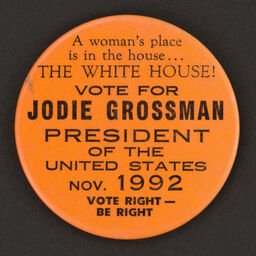 A woman's place
is in the house...
THE WHITE HOUSE!
VOTE FOR
JODIE GROSSMAN
PRESIDENT
OF THE
UNITED STATES
NOV. 1992
VOTE RIGHT —
BE RIGHT